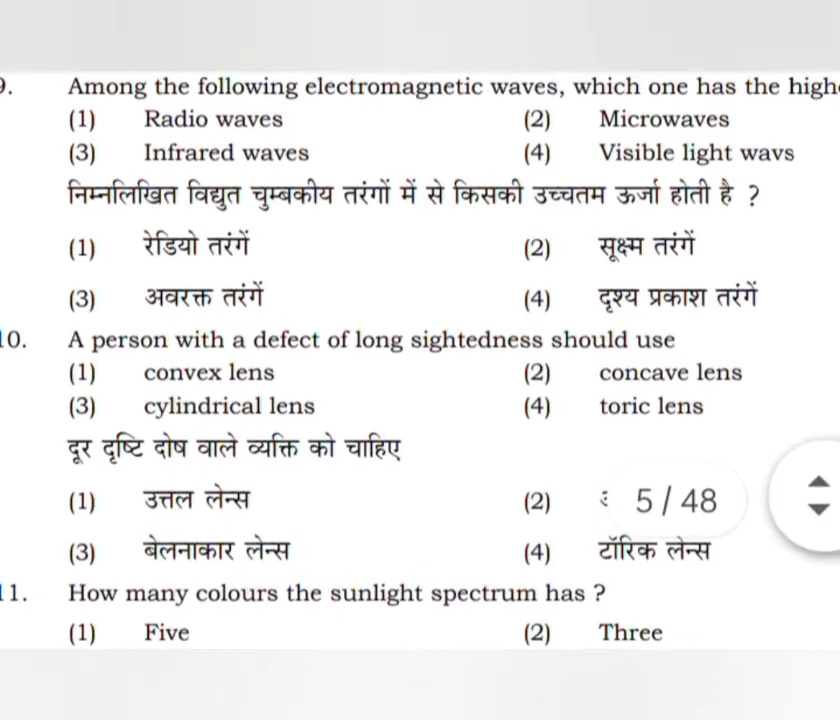 9. Among the following electromagnetic waves, which one has the high
(1) Radio waves (2) Microwaves
(3) Infrared waves (4) Visible light wavs
निम्नलिखित विद्युत चुम्बकीय तरंगों में से किसकी उच्चतम ऊर्जा होती है ?
(1) रेडियो तरंगें (2) सूक्ष्म तरंगें
(3) अवरक्त तरंगें (4) दृश्य प्रकाश तरंगें
10. A person with a defect of long sightedness should use
(1) convex lens (2) concave lens
(3) cylindrical lens (4) toric lens
दूर दृष्टि दोष वाले व्यक्ति को चाहिए
(1) उत्तल लेन्स (2) 5 / 48
(3) बेलनाकार लेन्स (4) टॉरिक लेन्स
11. How many colours the sunlight spectrum has ?
(1) Five (2) Three